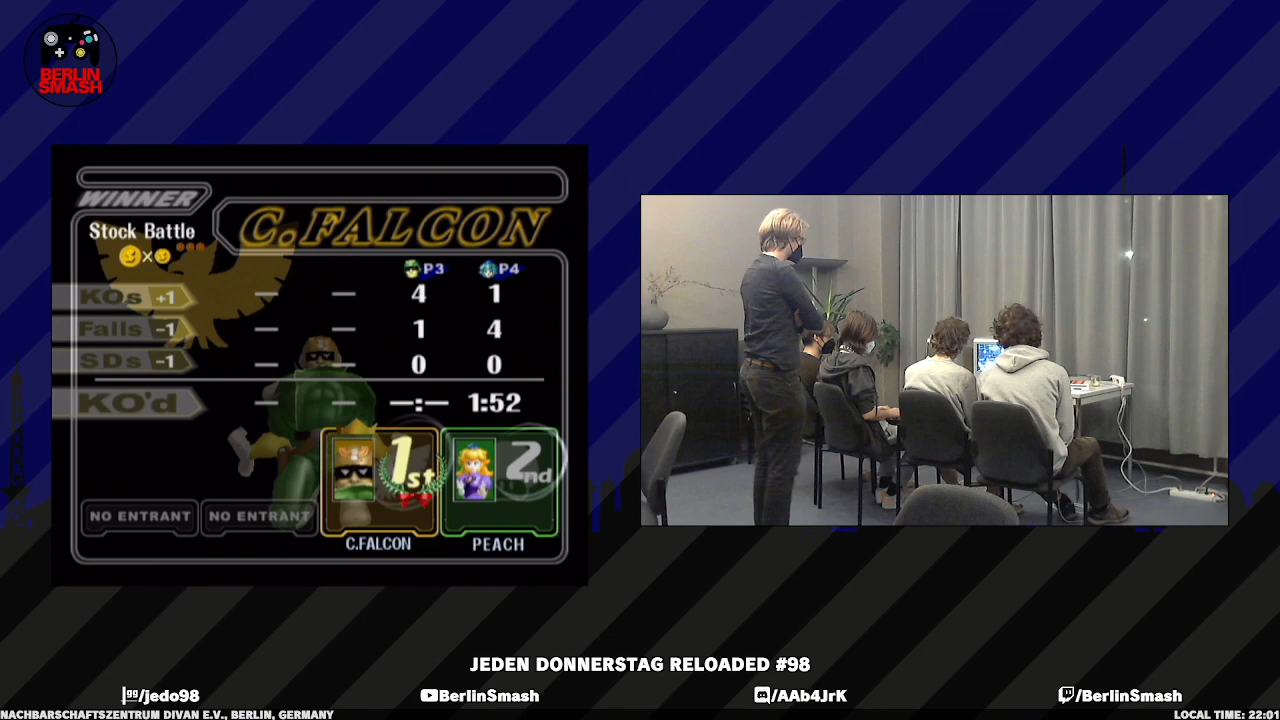 BERLIN
SMASH
WINNER
C.FALCON
Stock Battle
×
P3 P4
KOs +1 — — 4 1
Falls -1 — — 1 4
SDs -1 — — 0 0
KO'd — — —:— 1:52
1st 2nd
NO ENTRANT NO ENTRANT
C.FALCON PEACH
JEDEN DONNERSTAG RELOADED #98
gg/jedo98 BerlinSmash /AAb4JrK /BerlinSmash
NACHBARSCHAFTSZENTRUM DIVAN E.V., BERLIN, GERMANY LOCAL TIME: 22:01